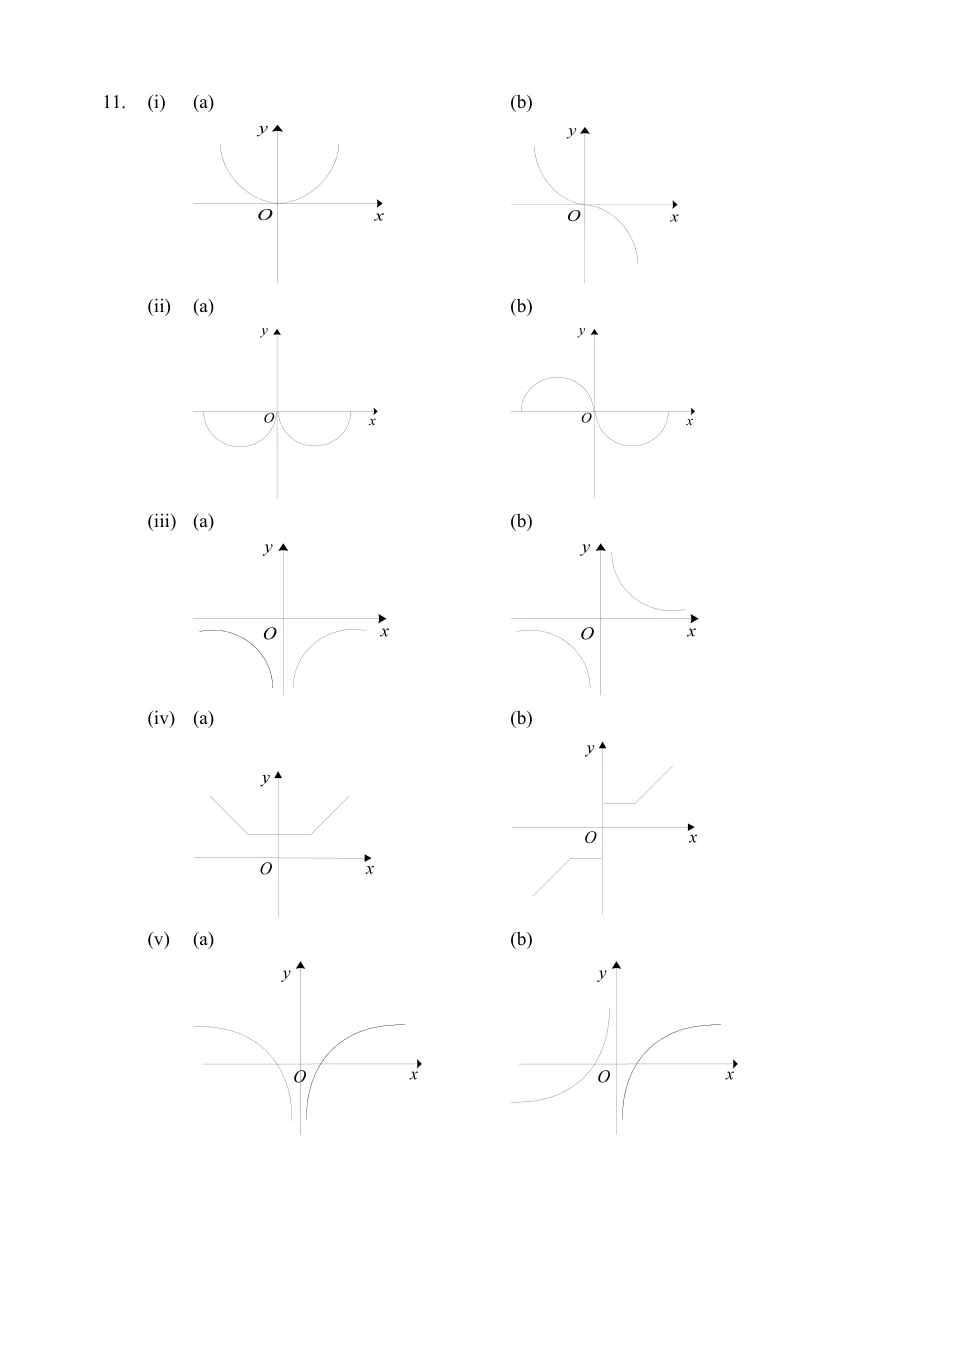 11. (i) (a) (b)
y y
O x O x
(ii) (a) (b)
y y
O x O x
(iii) (a) (b)
y y
O x O x
(iv) (a) (b)
y
y
O x
O x
(v) (a) (b)
y y
O x O x